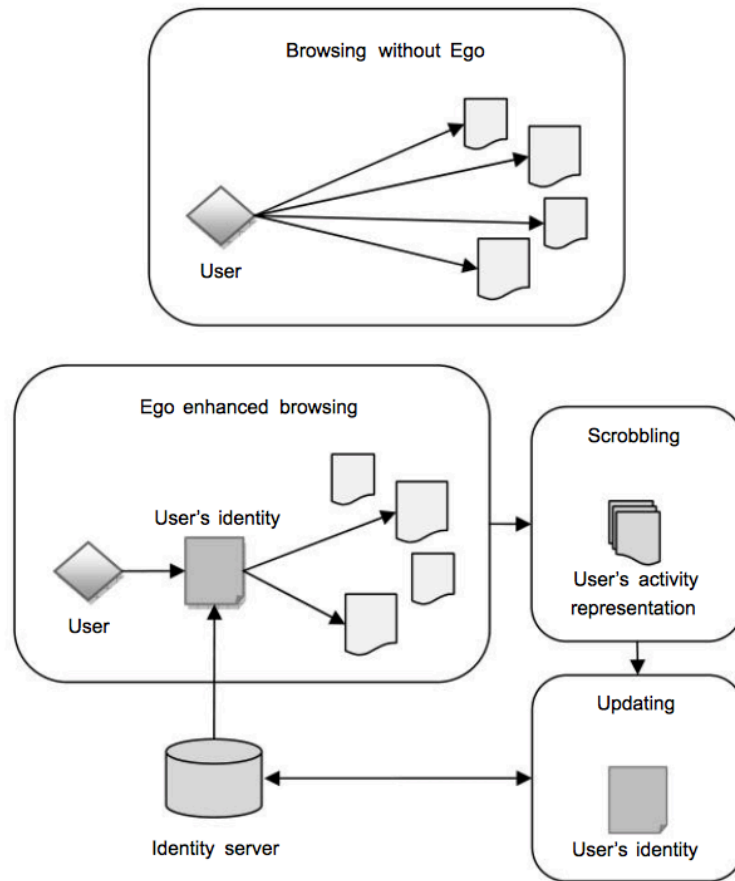 Browsing without Ego
User
Ego enhanced browsing
User's identity
User
Scrobbling
User's activity
representation
Updating
User's identity
Identity server